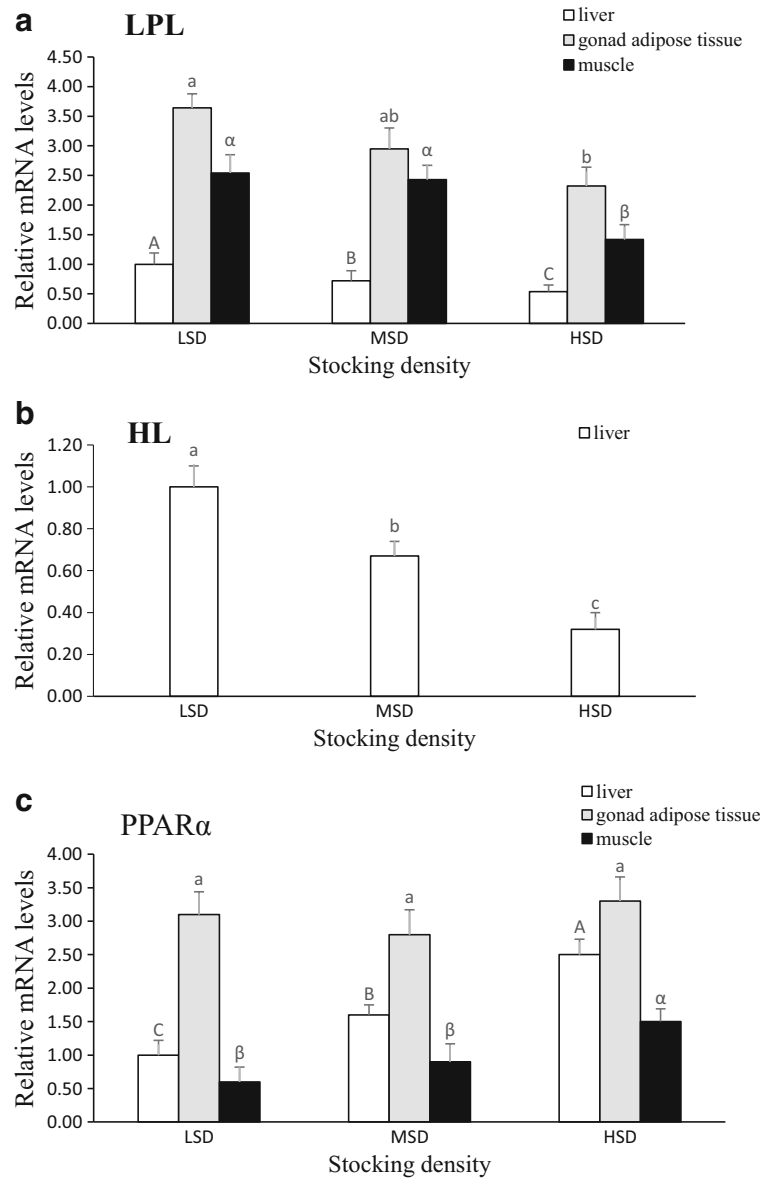 a
LPL
liver
gonad adipose tissue
muscle
Relative mRNA levels
4.50
4.00
3.50
3.00
2.50
2.00
1.50
1.00
0.50
0.00
A
a
α
B
ab
α
C
b
β
LSD
MSD
HSD
Stocking density
b
HL
liver
Relative mRNA levels
1.20
1.00
0.80
0.60
0.40
0.20
0.00
a
b
c
LSD
MSD
HSD
Stocking density
c
PPARα
liver
gonad adipose tissue
muscle
Relative mRNA levels
4.00
3.50
3.00
2.50
2.00
1.50
1.00
0.50
0.00
C
a
β
B
a
β
A
a
α
LSD
MSD
HSD
Stocking density